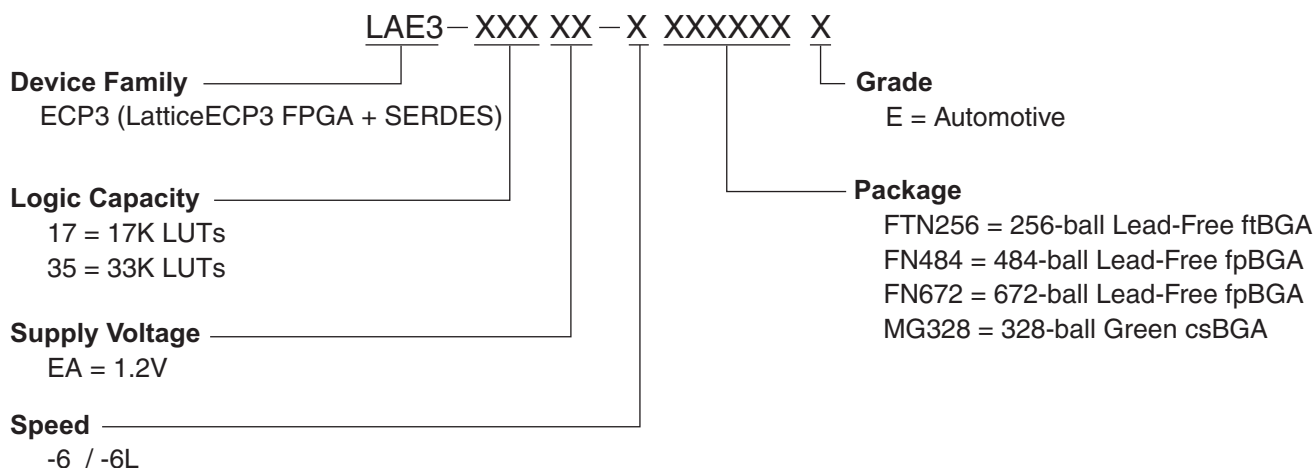 LAE3 – XXX XX – X XXXXXX X
Device Family
ECP3 (LatticeECP3 FPGA + SERDES)
Logic Capacity
17 = 17K LUTs
35 = 33K LUTs
Supply Voltage
EA = 1.2V
Speed
-6 / -6L
Grade
E = Automotive
Package
FTN256 = 256-ball Lead-Free ftBGA
FN484 = 484-ball Lead-Free fpBGA
FN672 = 672-ball Lead-Free fpBGA
MG328 = 328-ball Green csBGA